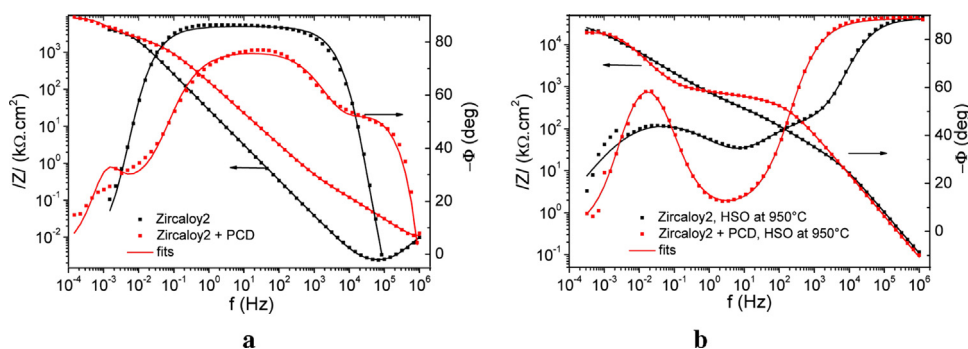 a
b
10³
10²
10¹
10⁰
10⁻¹
10⁻²
/Z/ (kΩ.cm²)
80
60
40
20
0
−Φ (deg)
Zircaloy2
Zircaloy2 + PCD
fits
10⁻⁴ 10⁻³ 10⁻² 10⁻¹ 10⁰ 10¹ 10² 10³ 10⁴ 10⁵ 10⁶
f (Hz)
10⁴
10³
10²
10¹
10⁰
10⁻¹
/Z/ (kΩ.cm²)
80
60
40
20
0
−Φ (deg)
Zircaloy2, HSO at 950°C
Zircaloy2 + PCD, HSO at 950°C
fits
10⁻⁴ 10⁻³ 10⁻² 10⁻¹ 10⁰ 10¹ 10² 10³ 10⁴ 10⁵ 10⁶
f (Hz)
a
b